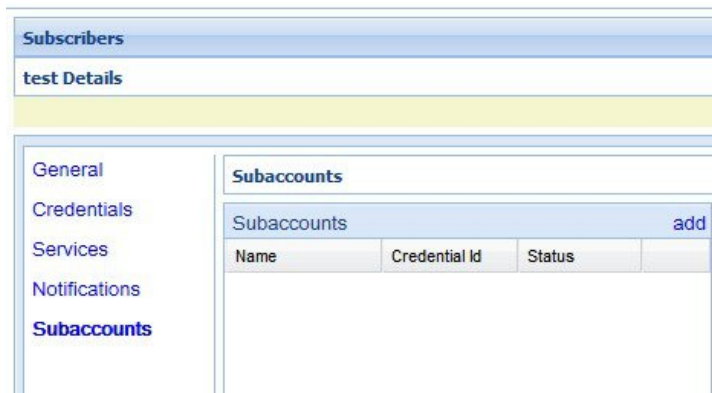 Subscribers
test Details
General
Credentials
Services
Notifications
Subaccounts
Subaccounts
Subaccounts add
Name Credential Id Status